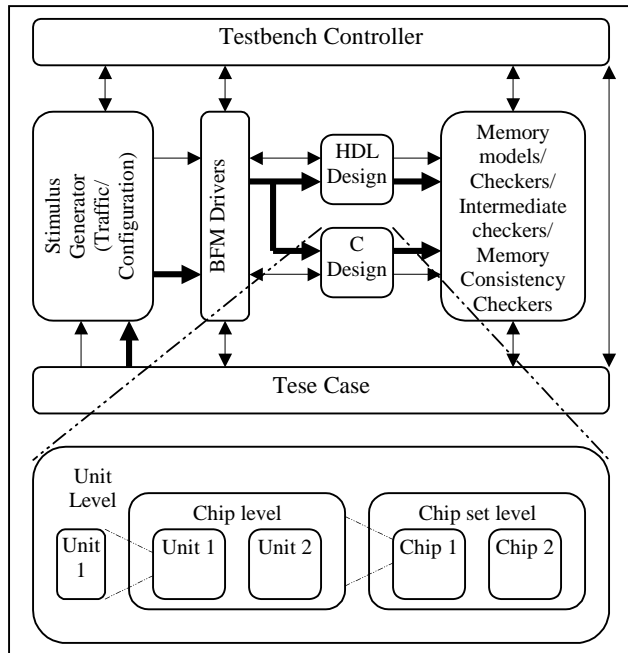 Testbench Controller
Stimulus
Generator
(Traffic/
Configuration)
BFM Drivers
HDL
Design
C
Design
Memory
models/
Checkers/
Intermediate
checkers/
Memory
Consistency
Checkers
Tese Case
Unit
Level
Unit
1
Chip level
Unit 1
Unit 2
Chip set level
Chip 1
Chip 2